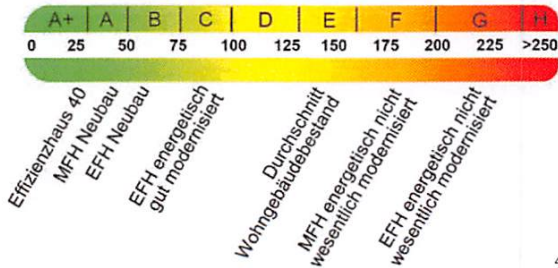 A+ A B C D E F G H
0 25 50 75 100 125 150 175 200 225 >250
Effizienzhaus 40
MFH Neubau
EFH Neubau
EFH energetisch
gut modernisiert
Durchschnitt
Wohngebäudebestand
MFH energetisch nicht
wesentlich modernisiert
EFH energetisch nicht
wesentlich modernisiert